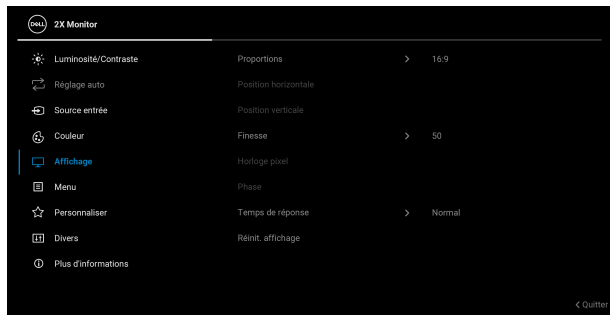 DELL 2X Monitor
Luminosité/Contraste Proportions > 16:9
Réglage auto Position horizontale
Source entrée Position verticale
Couleur Finesse > 50
Affichage Horloge pixel
Menu Phase
Personnaliser Temps de réponse > Normal
Divers Réinit. affichage
Plus d'informations
< Quitter